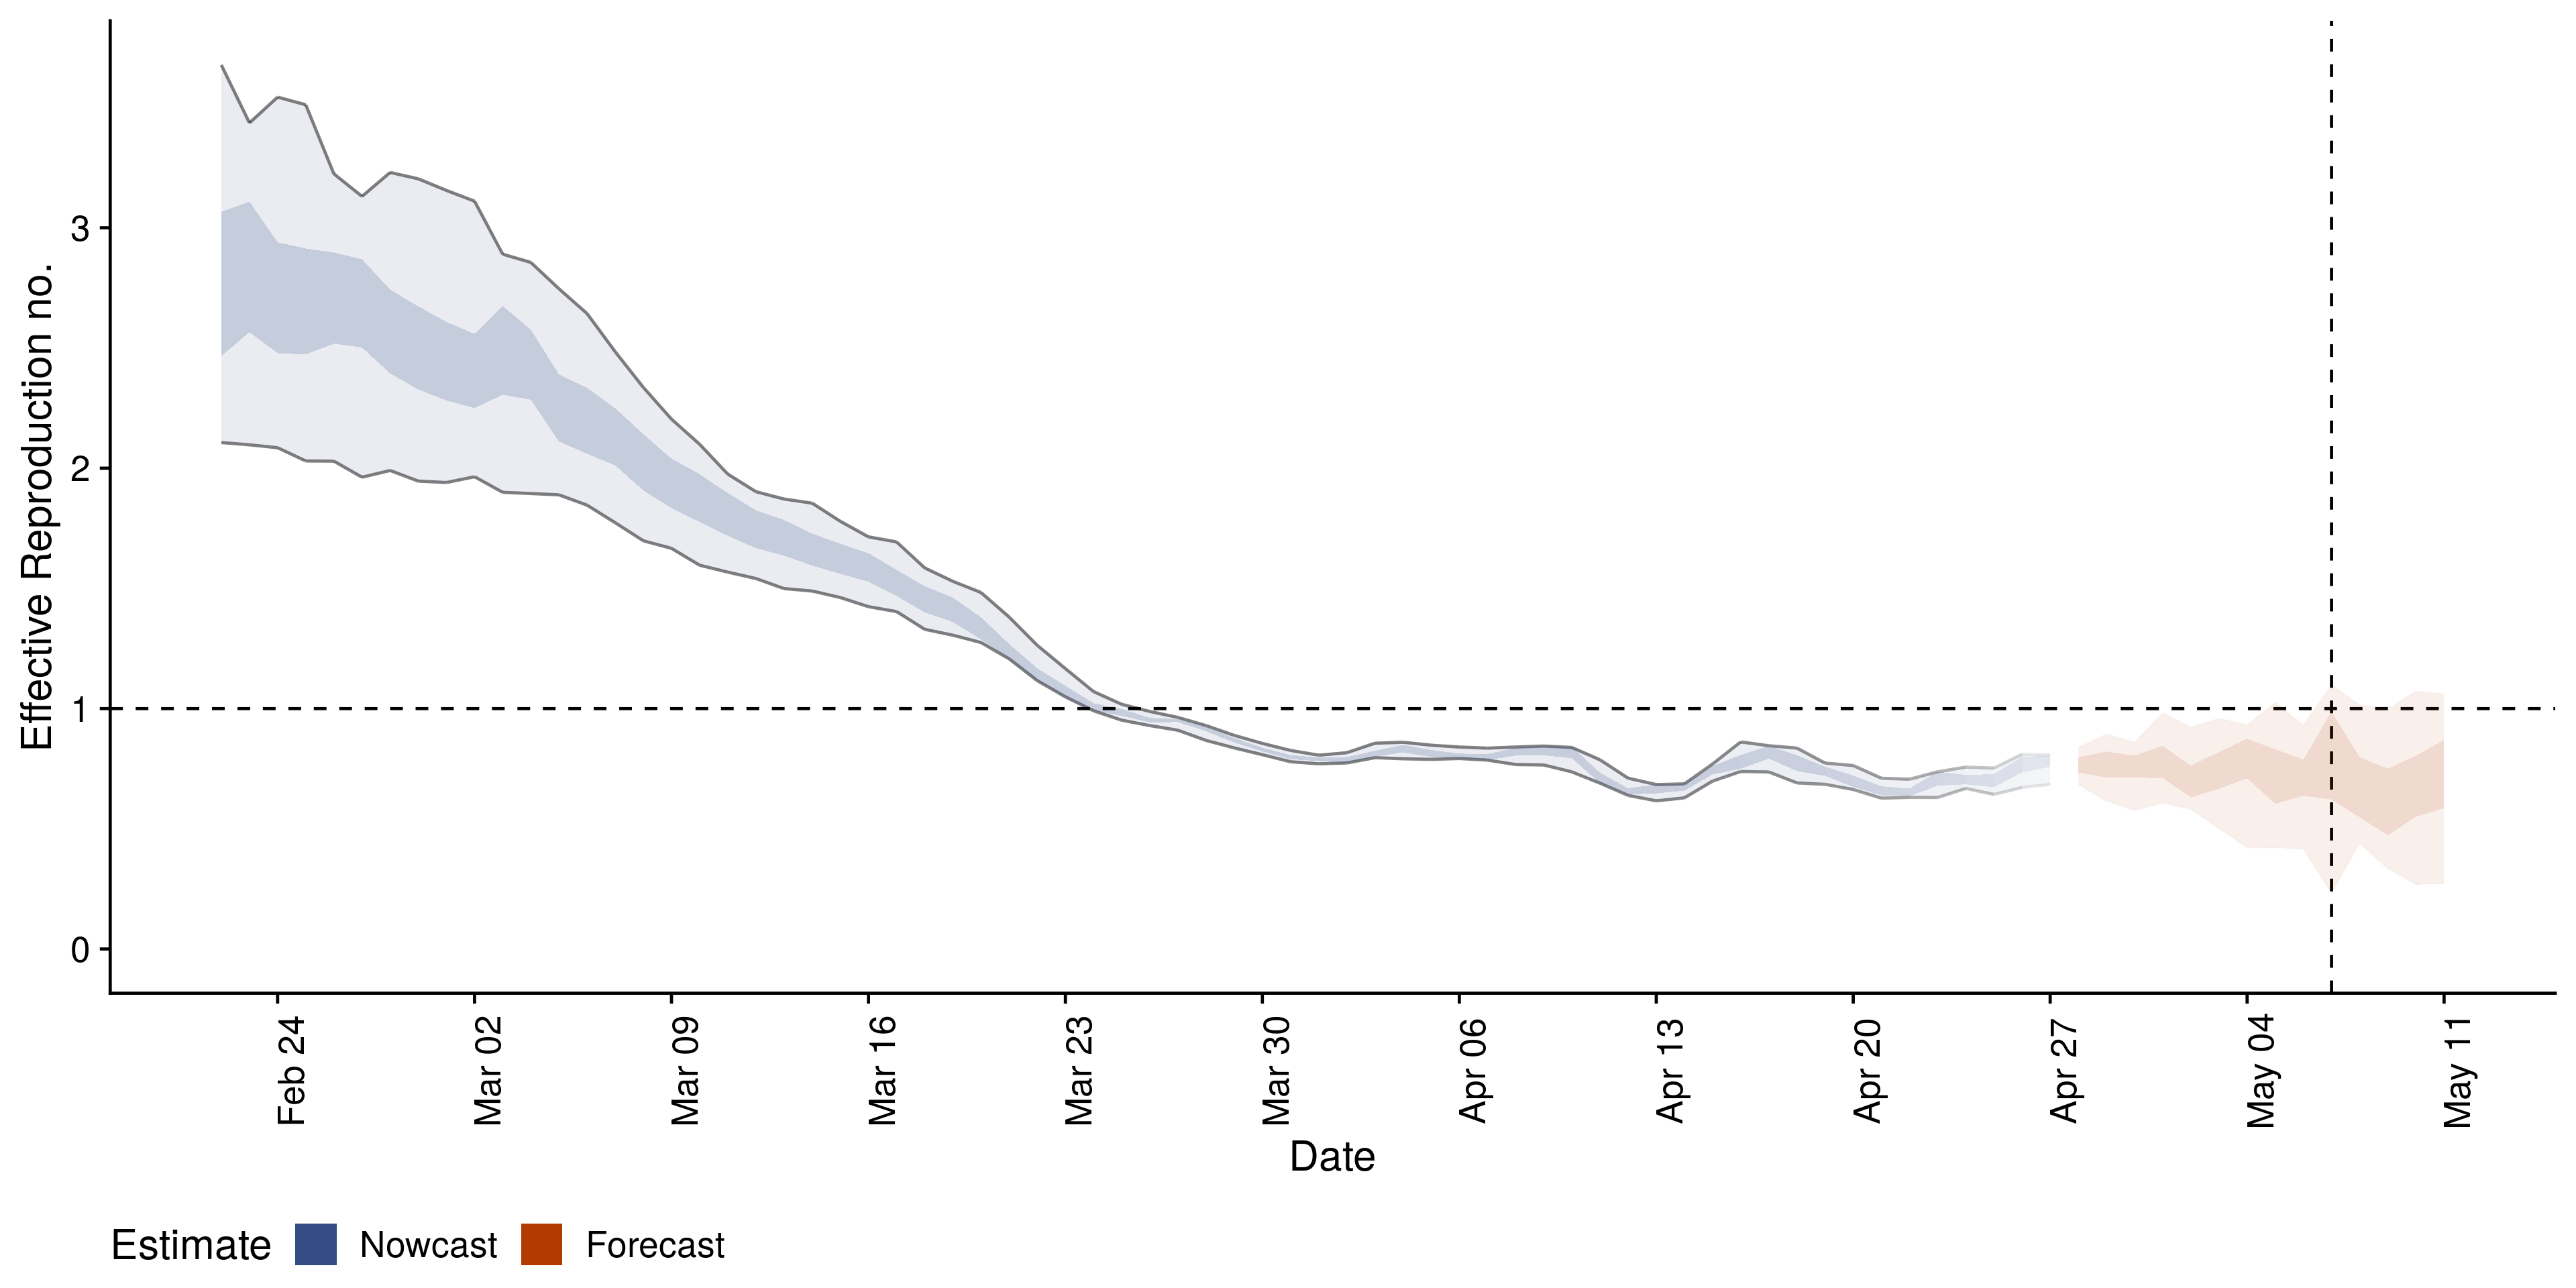 Effective Reproduction no.
3
2
1
0
Feb 24
Mar 02
Mar 09
Mar 16
Mar 23
Mar 30
Apr 06
Apr 13
Apr 20
Apr 27
May 04
May 11
Date
Estimate Nowcast Forecast